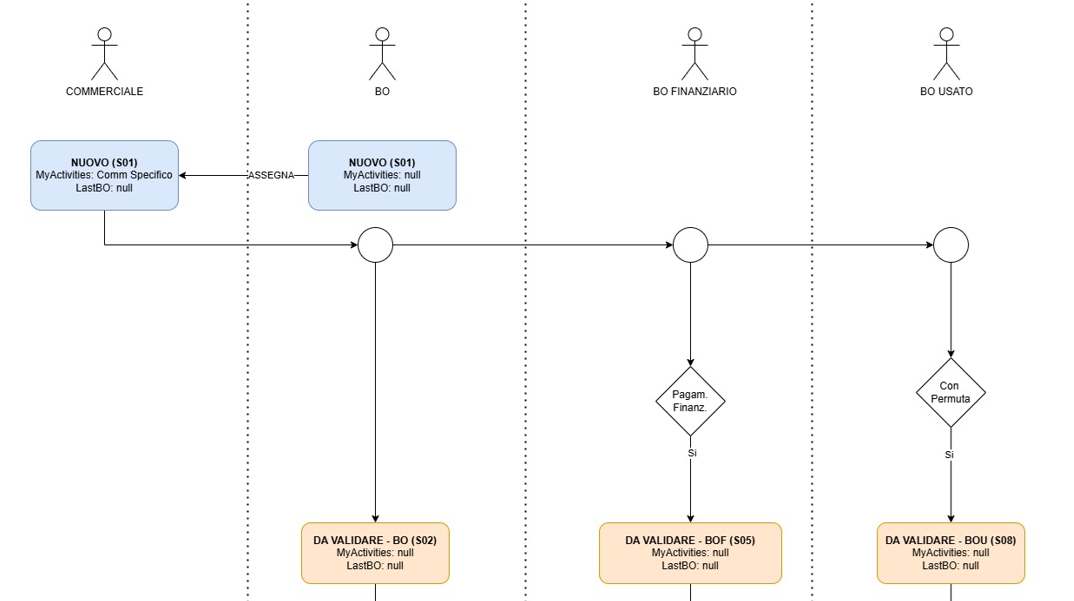 COMMERCIALE
BO
BO FINANZIARIO
BO USATO
NUOVO (S01)
MyActivities: Comm Specifico
LastBO: null
ASSEGNA
NUOVO (S01)
MyActivities: null
LastBO: null
Pagam.
Finanz.
Con
Permuta
Si
Si
DA VALIDARE - BO (S02)
MyActivities: null
LastBO: null
DA VALIDARE - BOF (S05)
MyActivities: null
LastBO: null
DA VALIDARE - BOU (S08)
MyActivities: null
LastBO: null